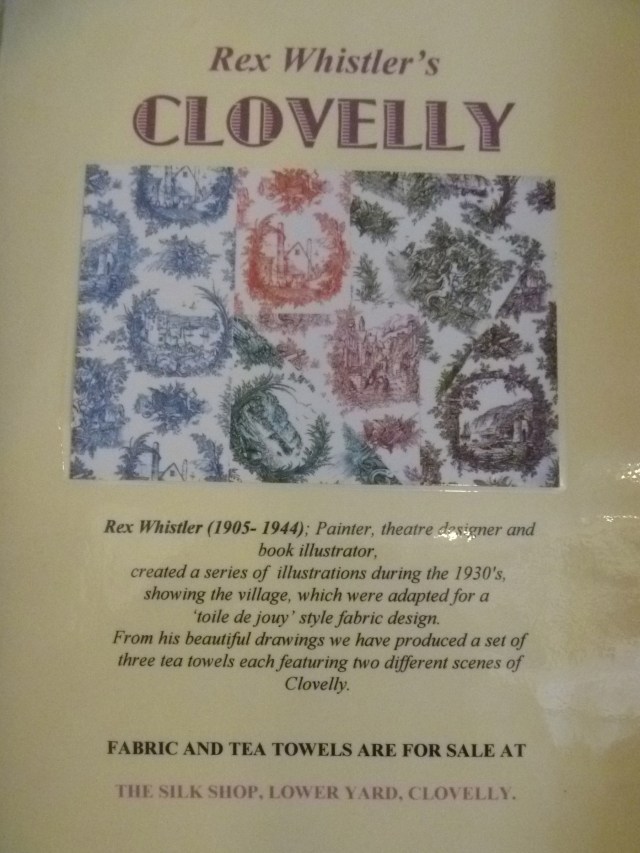 Rex Whistler's
CLOVELLY
Rex Whistler (1905- 1944); Painter, theatre designer and
book illustrator,
created a series of illustrations during the 1930's,
showing the village, which were adapted for a
'toile de jouy' style fabric design.
From his beautiful drawings we have produced a set of
three tea towels each featuring two different scenes of
Clovelly.
FABRIC AND TEA TOWELS ARE FOR SALE AT
THE SILK SHOP, LOWER YARD, CLOVELLY.